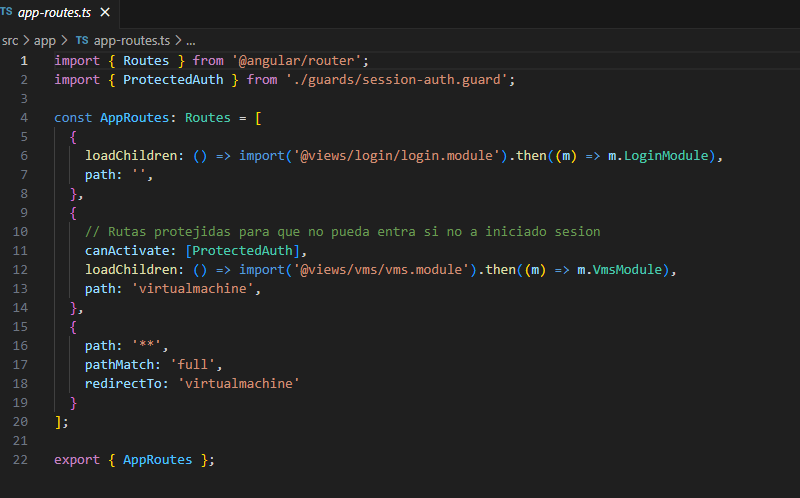 TS app-routes.ts ×
src > app > TS app-routes.ts > ...
1 import { Routes } from '@angular/router';
2 import { ProtectedAuth } from './guards/session-auth.guard';
3
4 const AppRoutes: Routes = [
5   {
6     loadChildren: () => import('@views/login/login.module').then((m) => m.LoginModule),
7     path: '',
8   },
9   {
10     // Rutas protejidas para que no pueda entra si no a iniciado sesion
11     canActivate: [ProtectedAuth],
12     loadChildren: () => import('@views/vms/vms.module').then((m) => m.VmsModule),
13     path: 'virtualmachine',
14   },
15   {
16     path: '**',
17     pathMatch: 'full',
18     redirectTo: 'virtualmachine'
19   }
20 ];
21
22 export { AppRoutes };